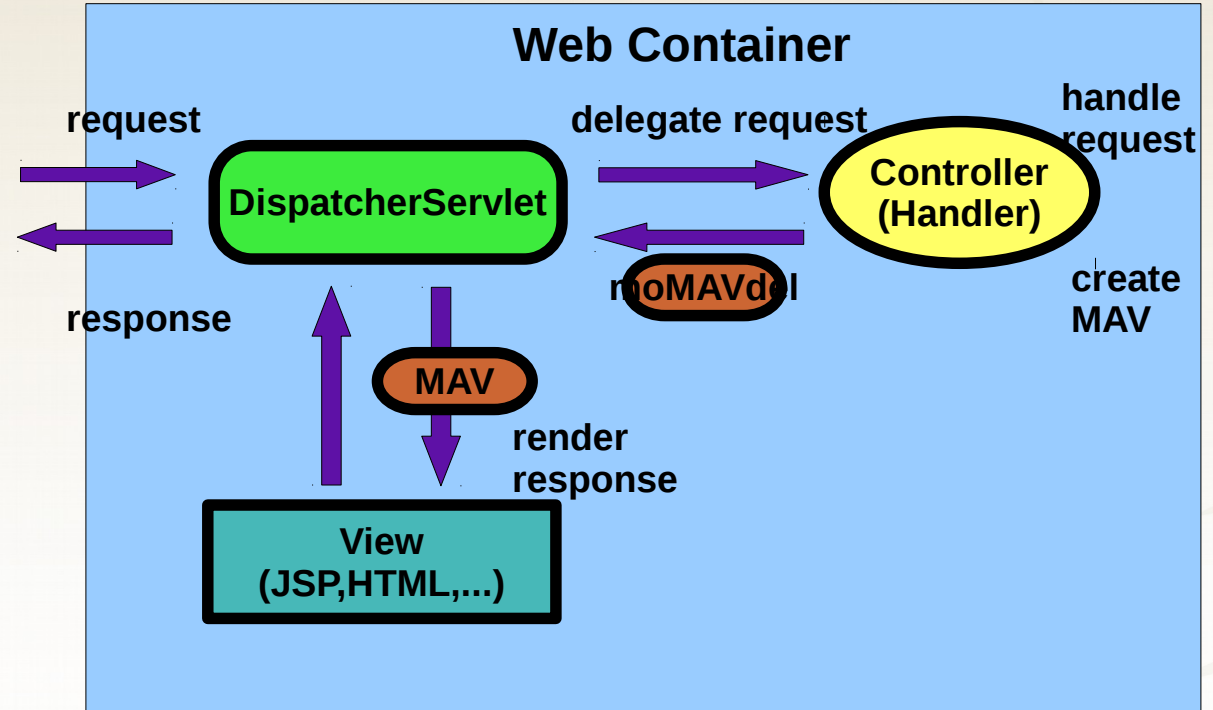 Web Container
request
delegate request
handle
request
DispatcherServlet
Controller
(Handler)
moMAVdel
create
MAV
response
MAV
render
response
View
(JSP,HTML,...)